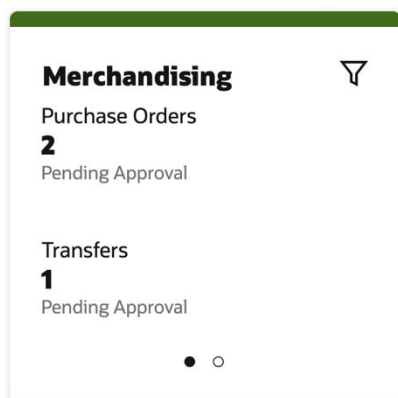 Merchandising
Purchase Orders
2
Pending Approval
Transfers
1
Pending Approval